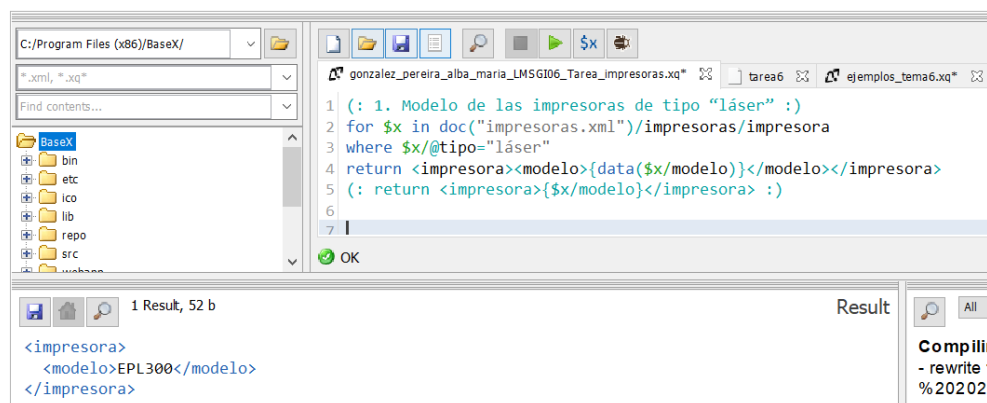 C:/Program Files (x86)/BaseX/
*.xml, *.xq*
Find contents...
BaseX
bin
etc
ico
lib
repo
src
$x
gonzalez_pereira_alba_maria_LMSGI06_Tarea_impresoras.xq*
tarea6
ejemplos_tema6.xq*
1 (: 1. Modelo de las impresoras de tipo “láser” :)
2 for $x in doc("impresoras.xml")/impresoras/impresora
3 where $x/@tipo="láser"
4 return <impresora><modelo>{data($x/modelo)}</modelo></impresora>
5 (: return <impresora>{$x/modelo}</impresora> :)
6
7
OK
1 Result, 52 b
Result
<impresora>
<modelo>EPL300</modelo>
</impresora>
All
Compili
- rewrite
%20202